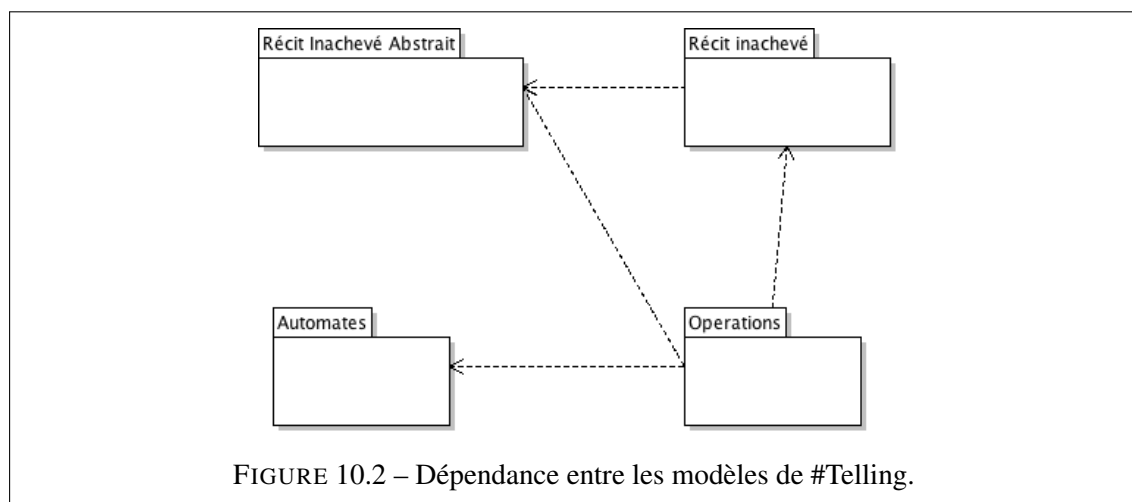 Récit Inachevé Abstrait
Récit inachevé
Automates
Operations
FIGURE 10.2 – Dépendance entre les modèles de #Telling.